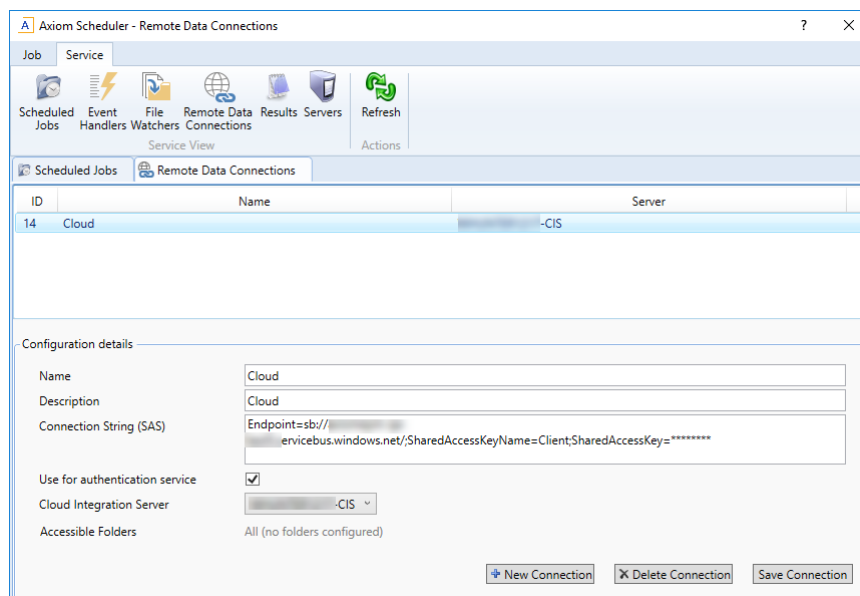 A Axiom Scheduler - Remote Data Connections ? X
Job Service
Scheduled Jobs Event Handlers File Watchers Remote Data Connections Results Servers Refresh
Service View Actions
Scheduled Jobs Remote Data Connections
ID Name Server
14 Cloud -CIS
Configuration details
Name Cloud
Description Cloud
Connection String (SAS) Endpoint=sb://
ervicebus.windows.net/;SharedAccessKeyName=Client;SharedAccessKey=********
Use for authentication service
Cloud Integration Server -CIS
Accessible Folders All (no folders configured)
New Connection Delete Connection Save Connection